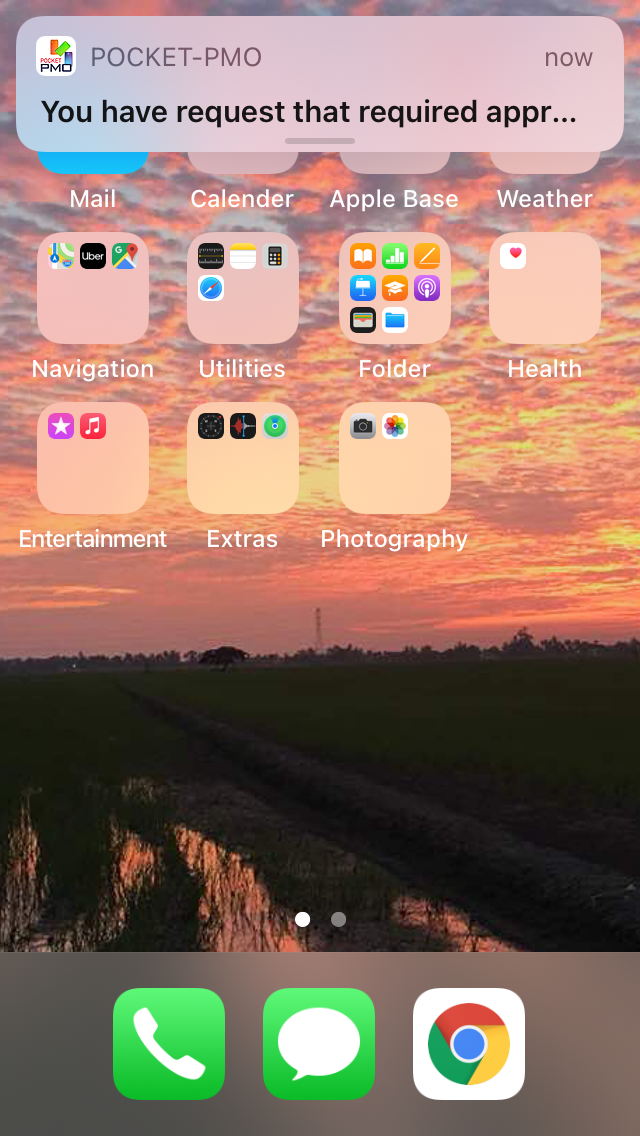 POCKET-PMO now
You have request that required appr...
POCKET
PMO
Mail Calender Apple Base Weather
Uber
Navigation Utilities Folder Health
Entertainment Extras Photography